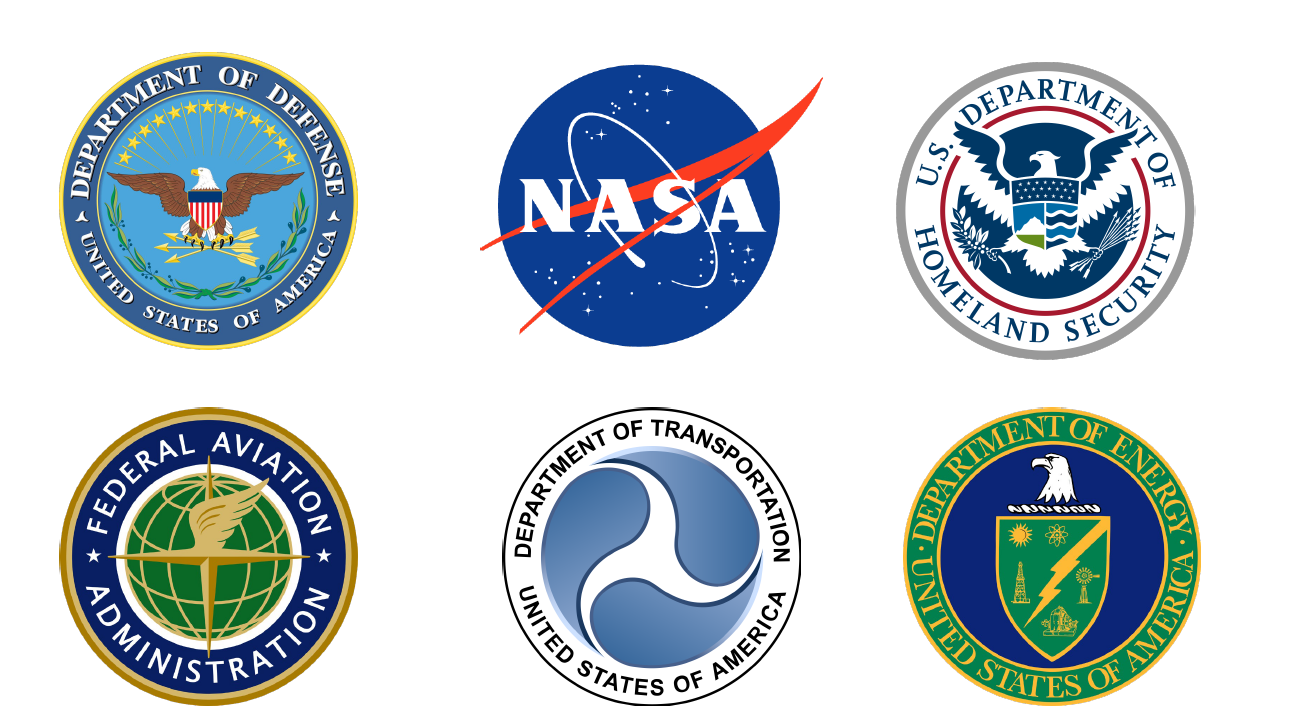 DEPARTMENT OF DEFENSE
UNITED STATES OF AMERICA
NASA
U.S. DEPARTMENT OF
HOMELAND SECURITY
FEDERAL AVIATION
ADMINISTRATION
DEPARTMENT OF TRANSPORTATION
UNITED STATES OF AMERICA
DEPARTMENT OF ENERGY
UNITED STATES OF AMERICA